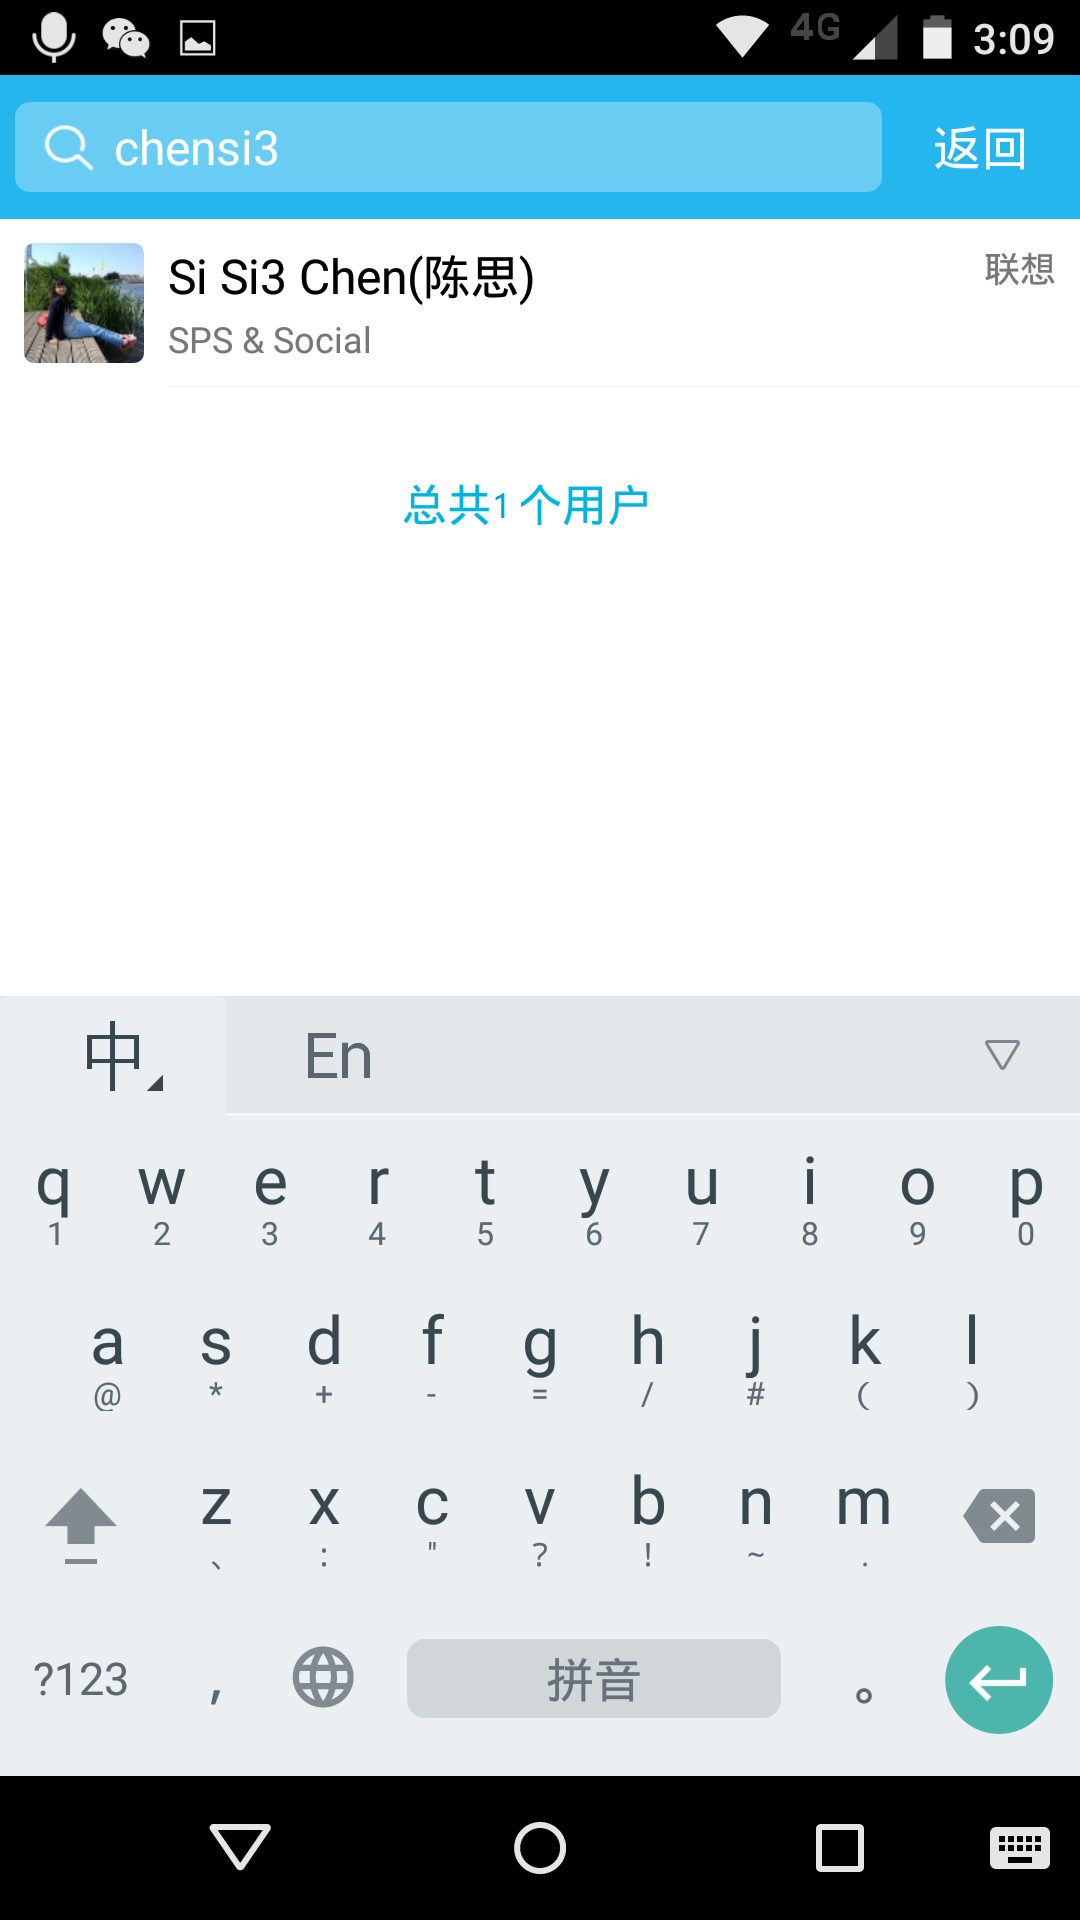 4G 3:09
chensi3 返回
Si Si3 Chen(陈思) 联想
SPS & Social
总共1 个用户
中 En
q w e r t y u i o p
1 2 3 4 5 6 7 8 9 0
a s d f g h j k l
@ * + - = / # ( )
z x c v b n m
、 : " ? ! ~ .
?123 , 拼音 。